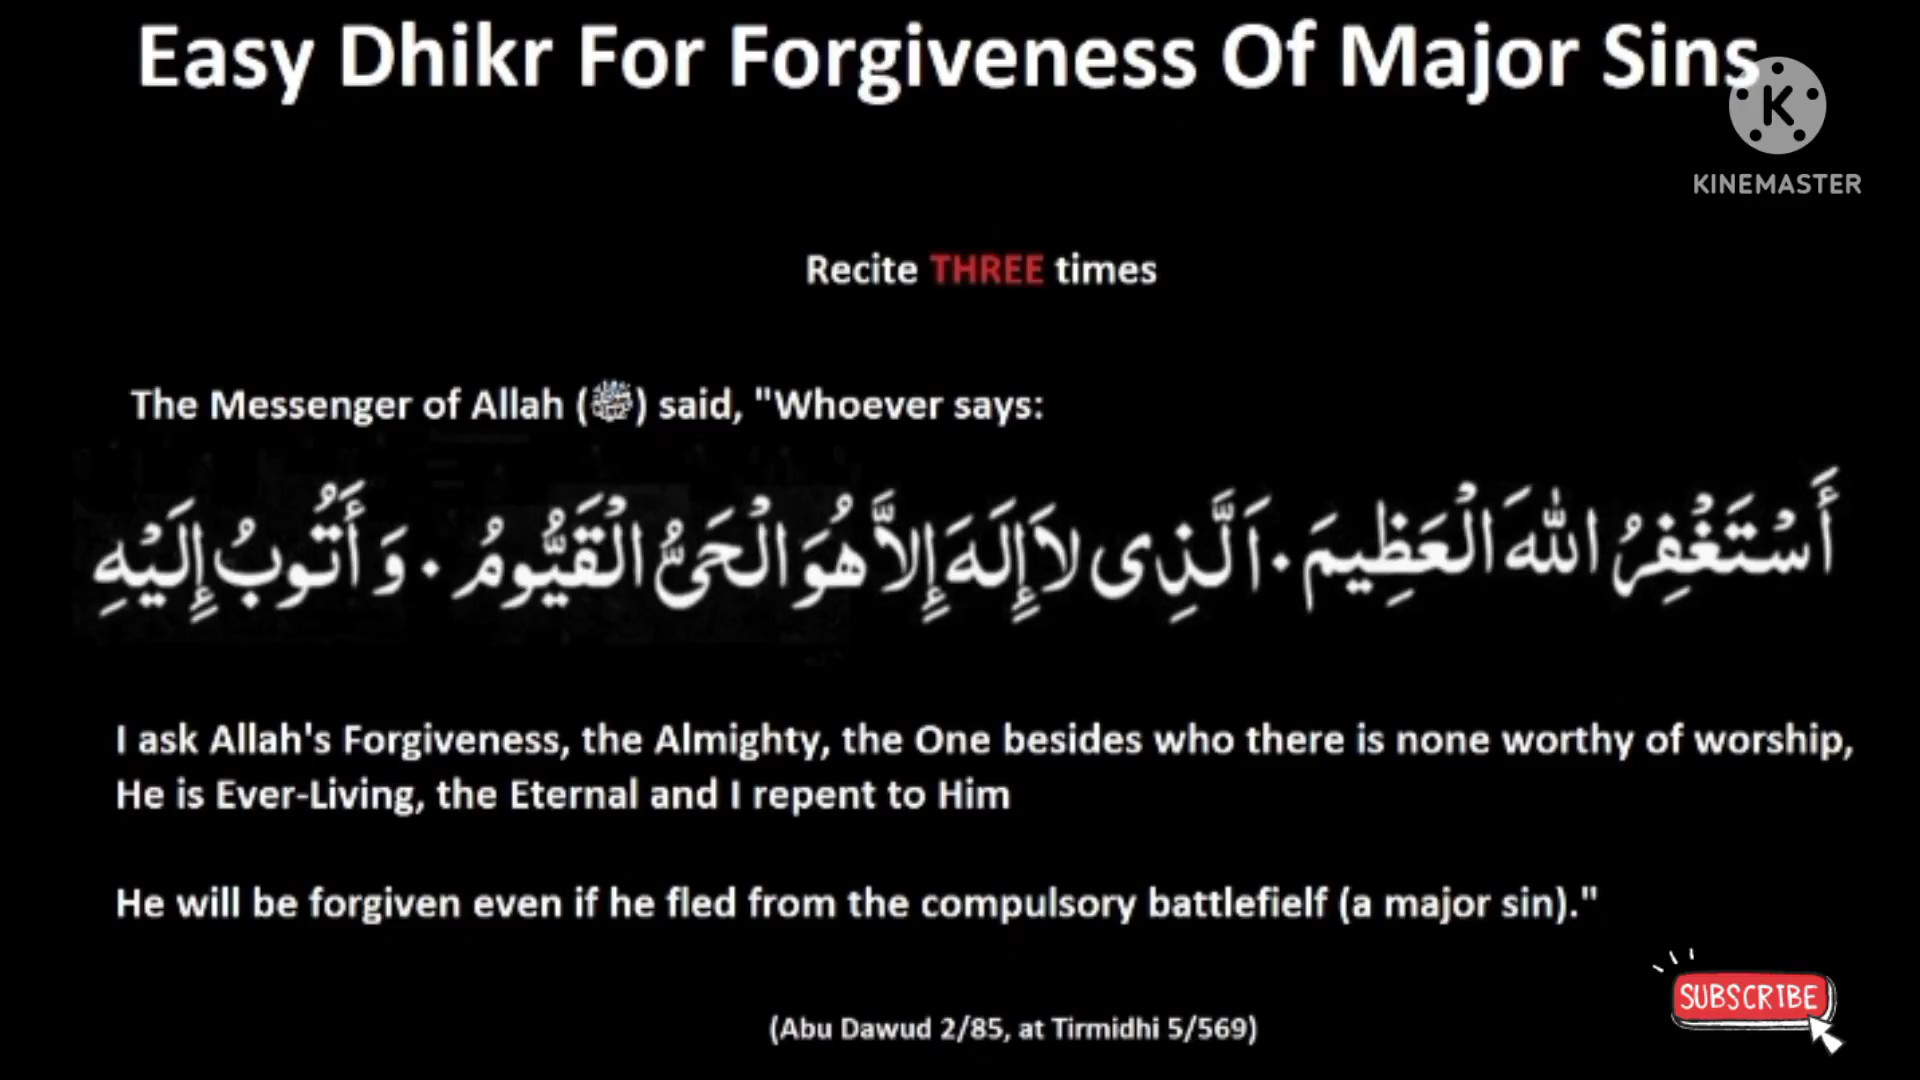 Easy Dhikr For Forgiveness Of Major Sins
K
KINEMASTER
Recite THREE times
The Messenger of Allah (ﷺ) said, "Whoever says:
أَسْتَغْفِرُ اللهَ الْعَظِيمَ . اَلَّذِى لاَإِلَهَ إِلاَّ هُوَ الْحَىُّ الْقَيُّومُ . وَ أَتُوبُ إِلَيْهِ
I ask Allah's Forgiveness, the Almighty, the One besides who there is none worthy of worship,
He is Ever-Living, the Eternal and I repent to Him
He will be forgiven even if he fled from the compulsory battlefielf (a major sin)."
SUBSCRIBE
(Abu Dawud 2/85, at Tirmidhi 5/569)